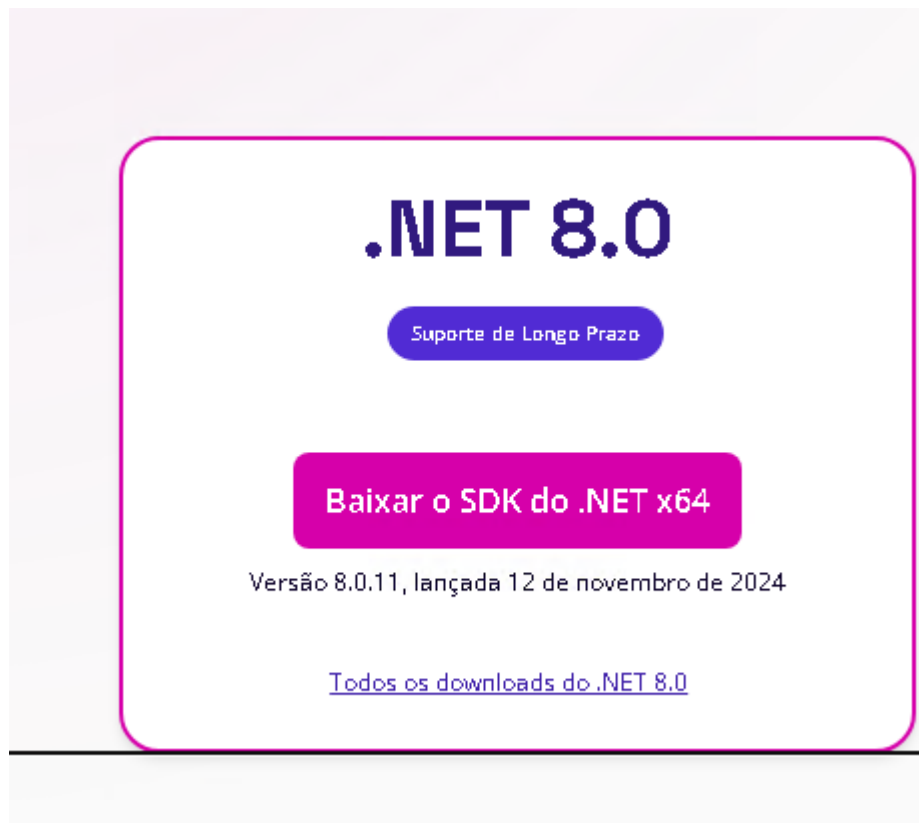 .NET 8.0
Suporte de Longo Prazo
Baixar o SDK do .NET x64
Versão 8.0.11, lançada 12 de novembro de 2024
Todos os downloads do .NET 8.0